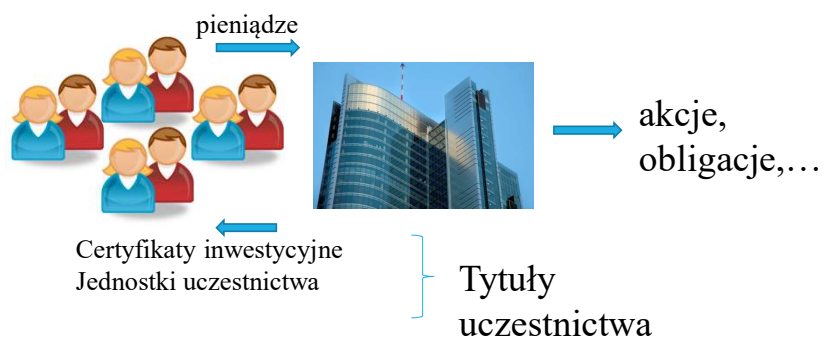 pieniądze
akcje,
obligacje,…
Certyfikaty inwestycyjne
Jednostki uczestnictwa
Tytuły
uczestnictwa